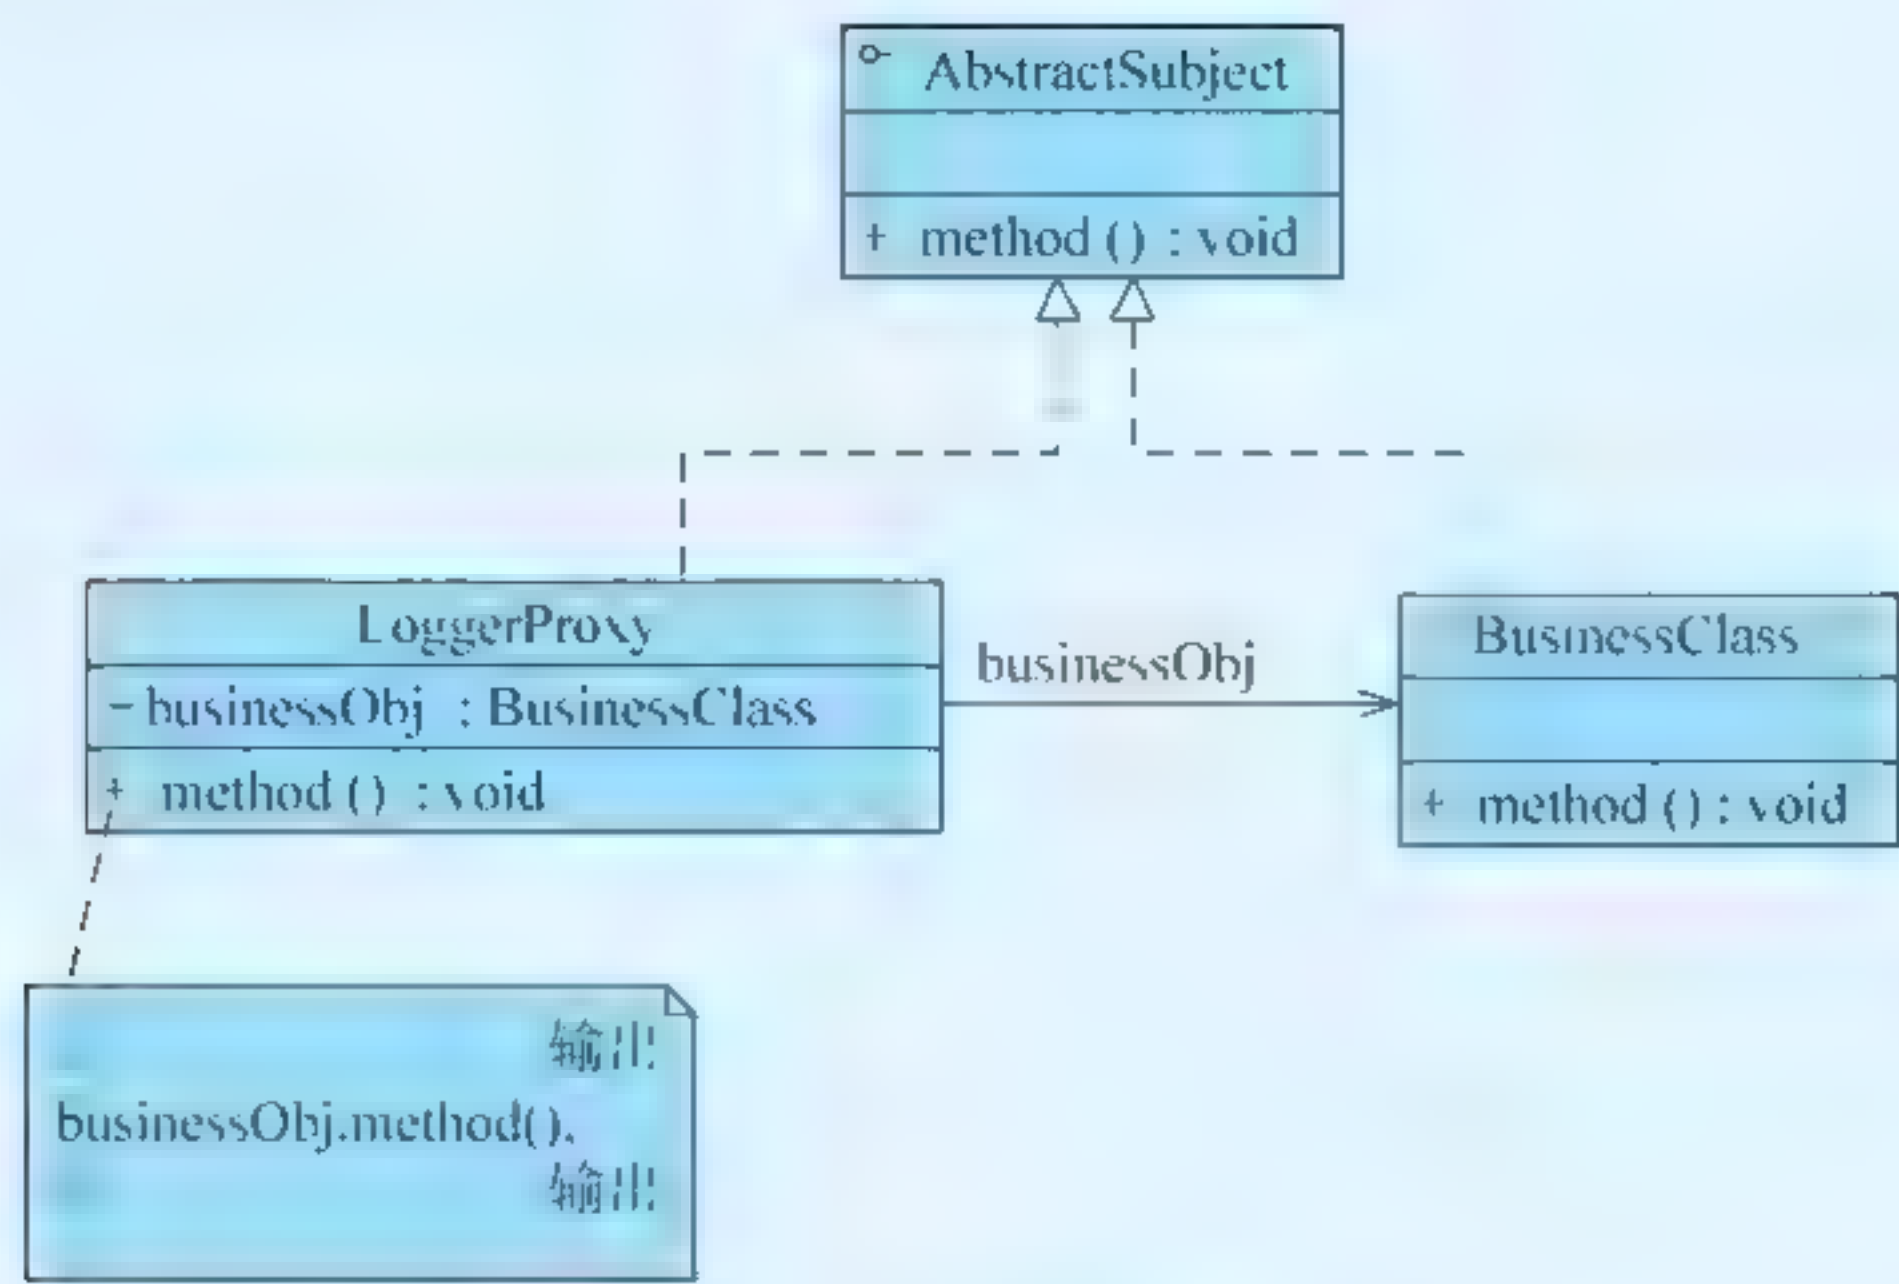 AbstractSubject
+ method () : void
LoggerProxy
- businessObj : BusinessClass
+ method () : void
businessObj
BusinessClass
+ method () : void
输出
businessObj.method();
输出